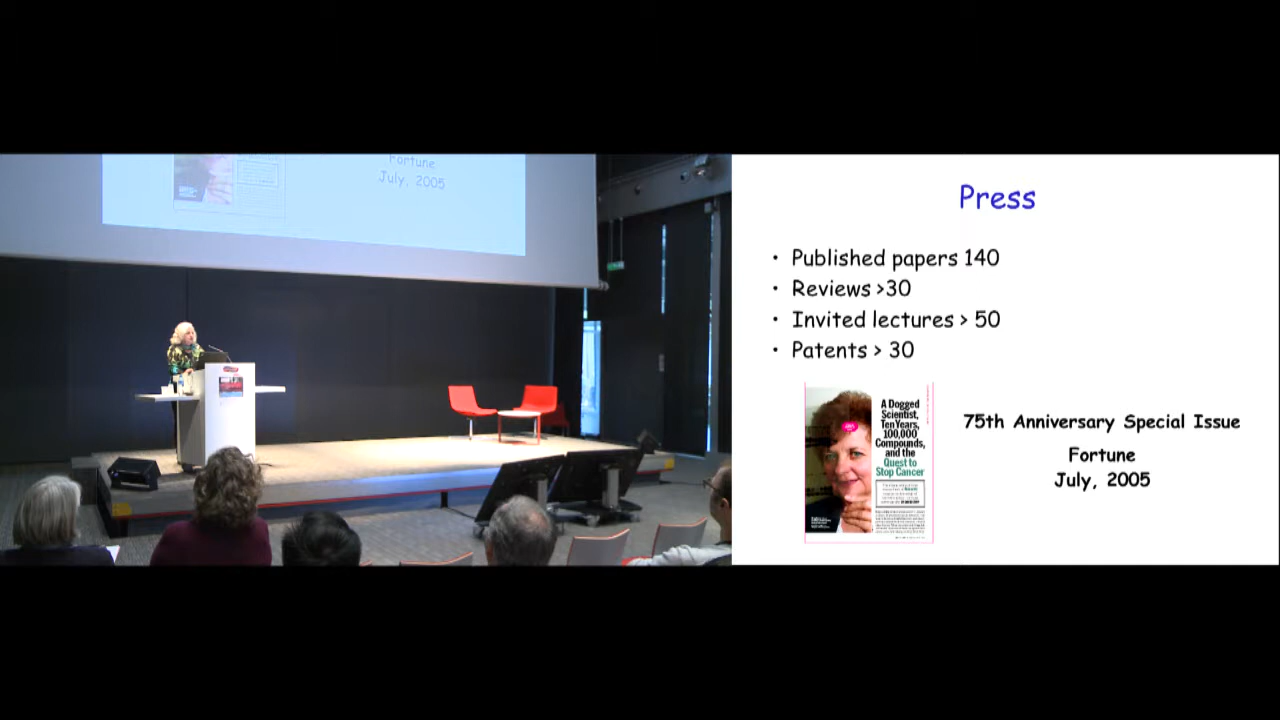 Fortune
July, 2005
Press
• Published papers 140
• Reviews >30
• Invited lectures > 50
• Patents > 30
A Dogged
Scientist,
Ten Years,
100,000
Compounds,
and the
Quest to
Stop Cancer
75th Anniversary Special Issue
Fortune
July, 2005